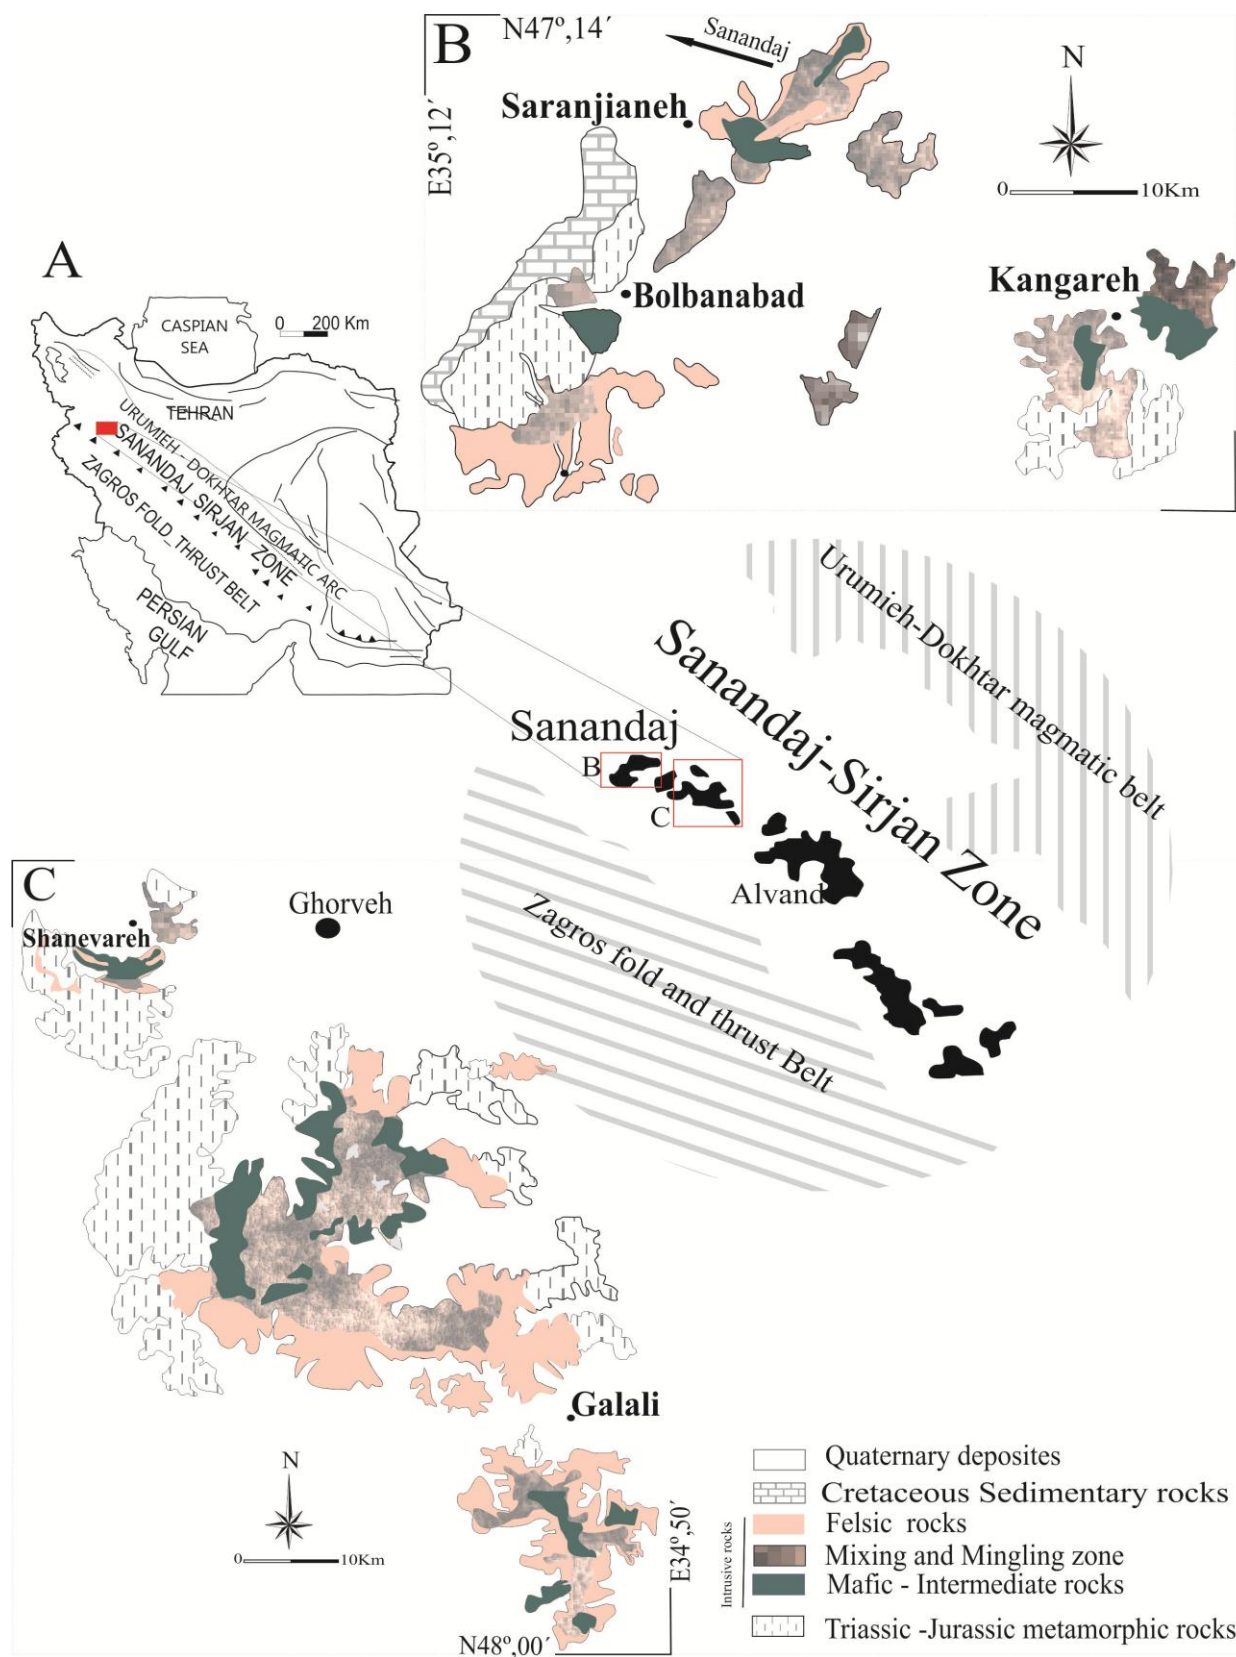 B
N47º,14´
Sanandaj
N
Saranjianeh
E35º,12´
0 10Km
A
Kangareh
Bolbanabad
CASPIAN
SEA
0 200 Km
TEHRAN
URUMIEH - DOKHTAR MAGMATIC ARC
SANANDAJ SIRJAN ZONE
ZAGROS FOLD_THRUST BELT
PERSIAN
GULF
Urumieh-Dokhtar magmatic belt
Sanandaj-Sirjan Zone
Sanandaj
B
C
Alvand
Zagros fold and thrust Belt
C
Ghorveh
Shanevareh
Galali
N
0 10Km
E34º,50´
N48º,00´
Quaternary deposites
Cretaceous Sedimentary rocks
Intrusive rocks
Felsic rocks
Mixing and Mingling zone
Mafic - Intermediate rocks
Triassic -Jurassic metamorphic rocks